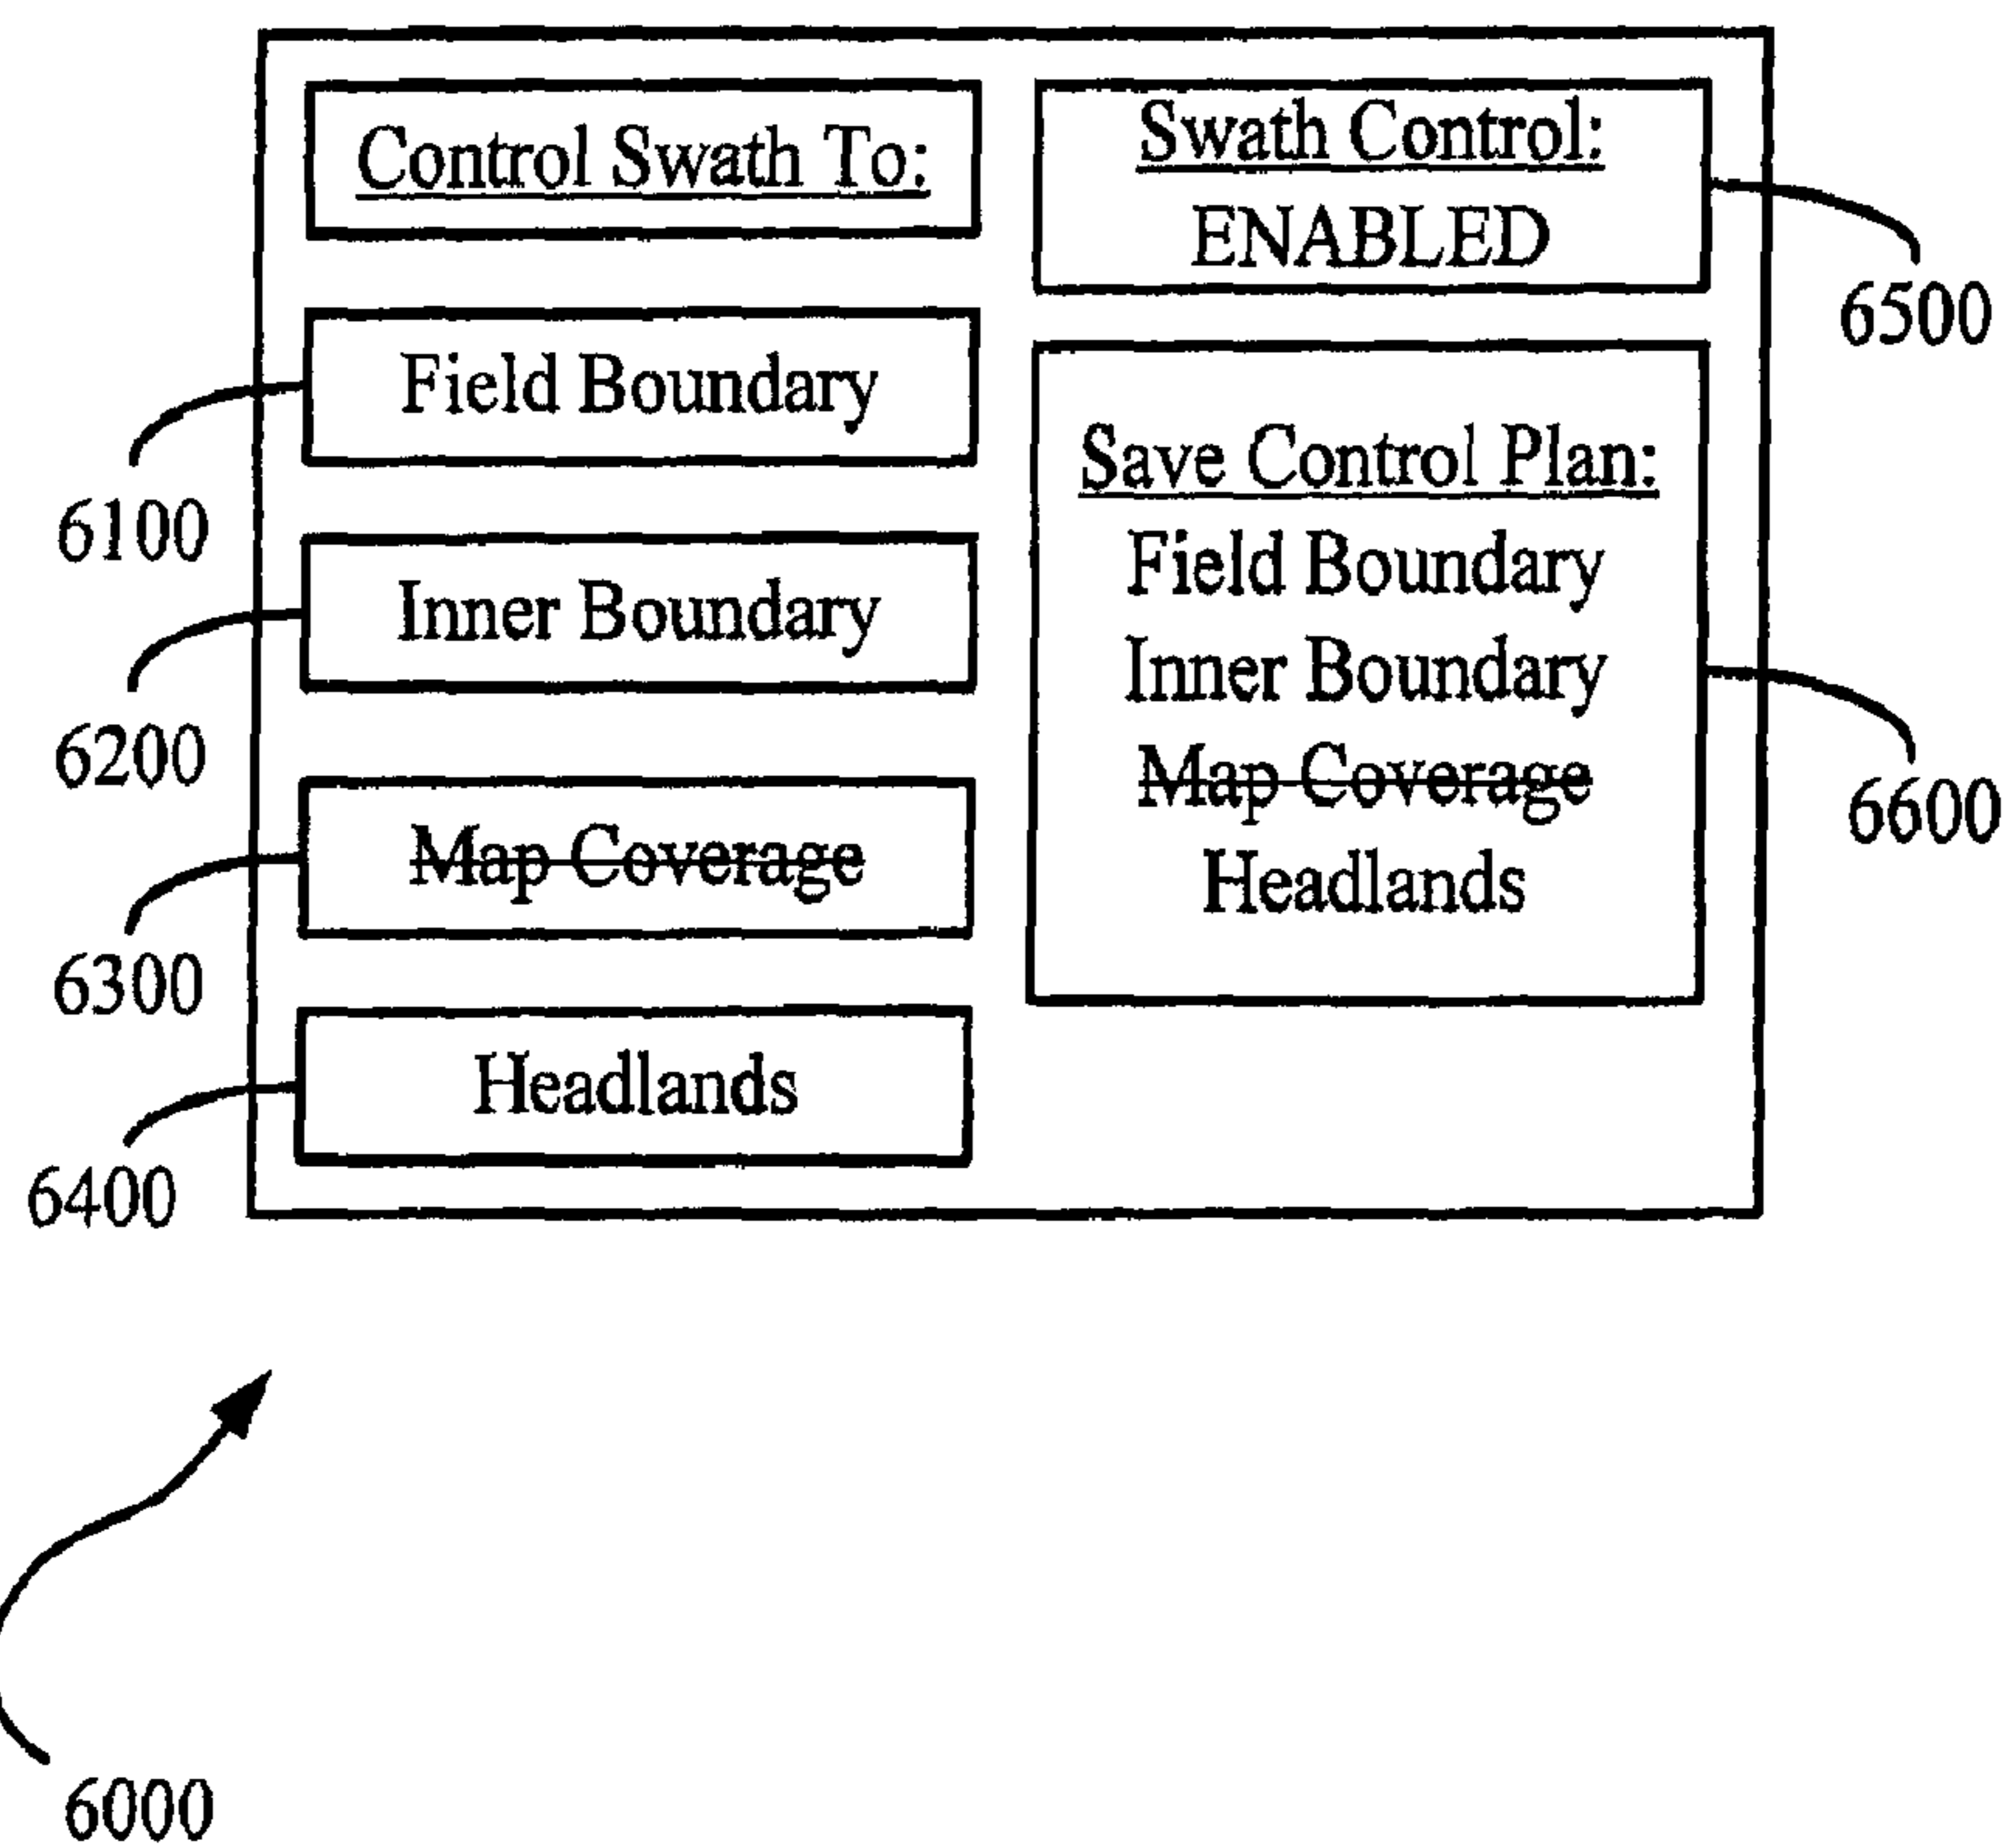 Control Swath To:
Field Boundary
6100
Inner Boundary
6200
Map Coverage
6300
Headlands
6400
Swath Control:
ENABLED
6500
Save Control Plan:
Field Boundary
Inner Boundary
Map Coverage
Headlands
6600
6000